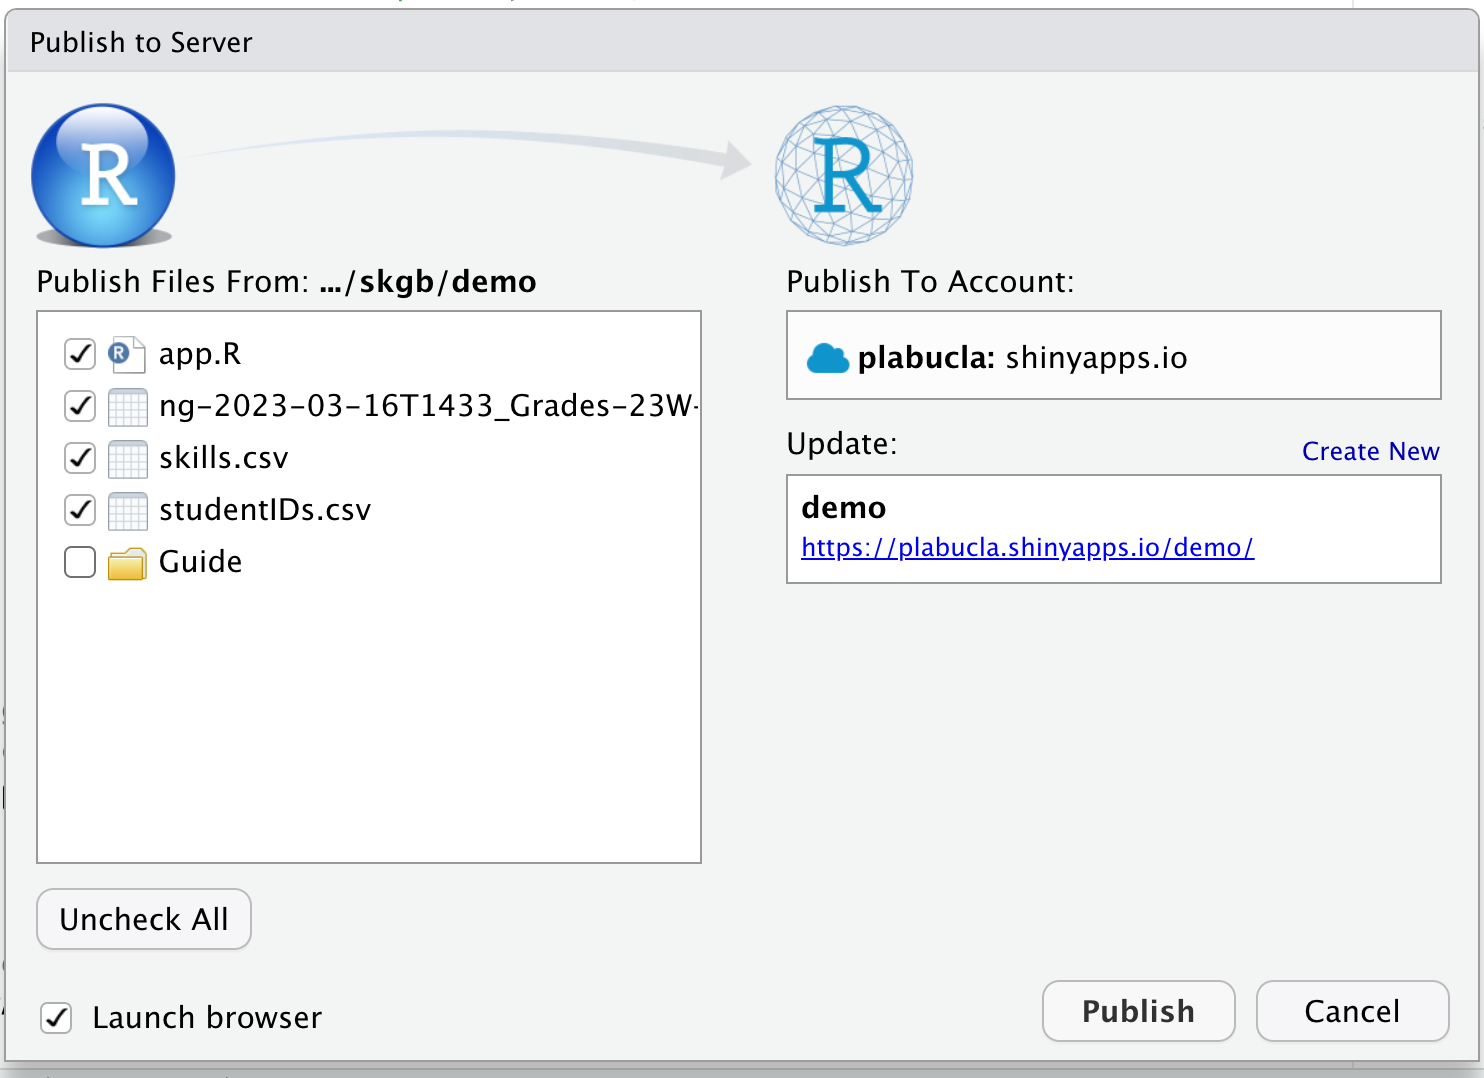 Publish to Server
R
R
Publish Files From: .../skgb/demo
Publish To Account:
R app.R
plabucla: shinyapps.io
ng-2023-03-16T1433_Grades-23W-
Update:
Create New
skills.csv
demo
studentIDs.csv
https://plabucla.shinyapps.io/demo/
Guide
Uncheck All
Launch browser
Publish
Cancel